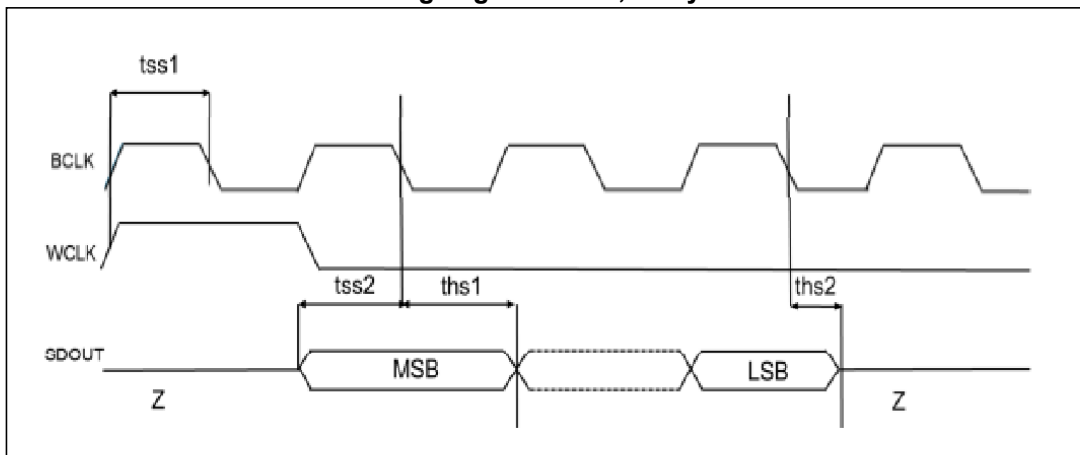 tss1
BCLK
WCLK
tss2 ths1 ths2
SDOUT
MSB LSB
Z Z